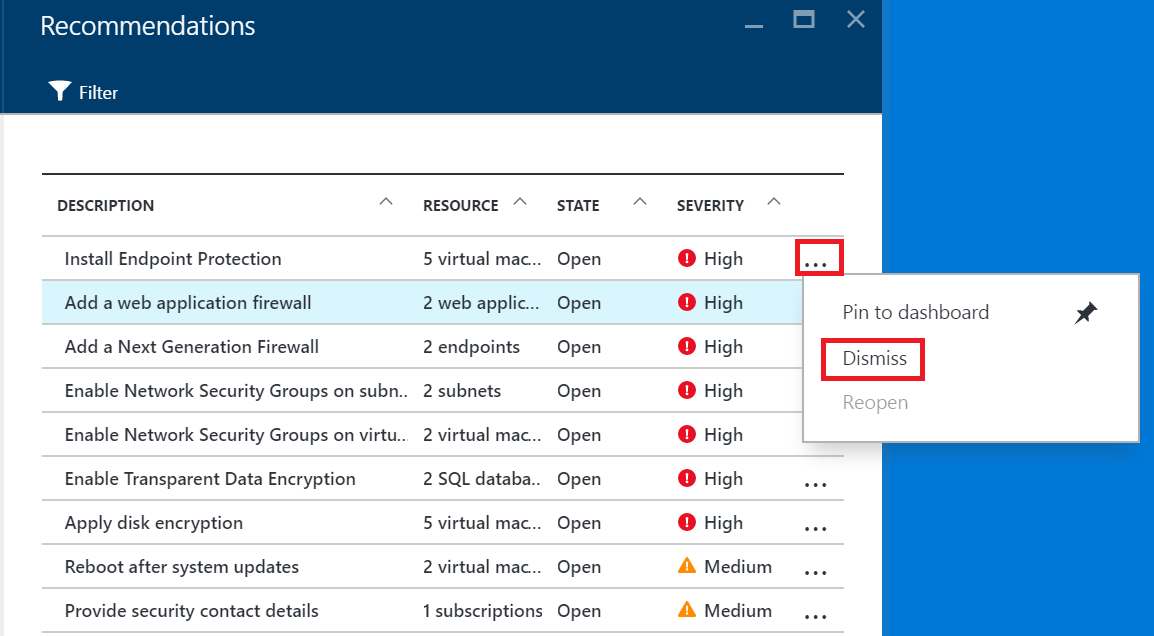 Recommendations
Filter
DESCRIPTION RESOURCE STATE SEVERITY
Install Endpoint Protection 5 virtual mac... Open High ...
Add a web application firewall 2 web applic... Open High
Pin to dashboard
Add a Next Generation Firewall 2 endpoints Open High
Dismiss
Enable Network Security Groups on subn.. 2 subnets Open High
Reopen
Enable Network Security Groups on virtu... 2 virtual mac... Open High
Enable Transparent Data Encryption 2 SQL databa.. Open High ...
Apply disk encryption 5 virtual mac... Open High ...
Reboot after system updates 2 virtual mac... Open Medium ...
Provide security contact details 1 subscriptions Open Medium ...